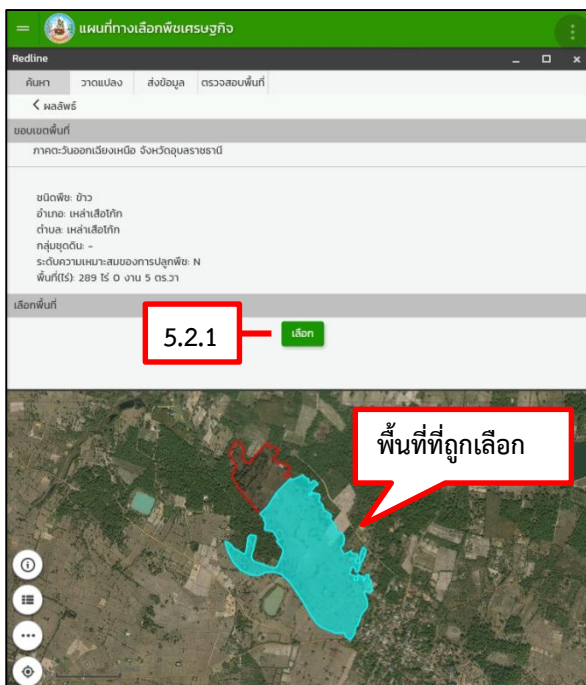 แผนที่ทางเลือกพืชเศรษฐกิจ
Redline
ค้นหา วาดแปลง ส่งข้อมูล ตรวจสอบพื้นที่
ผลลัพธ์
ขอบเขตพื้นที่
ภาคตะวันออกเฉียงเหนือ จังหวัดอุบลราชธานี
ชนิดพืช: ข้าว
อำเภอ: เหล่าเสือโก้ก
ตำบล: เหล่าเสือโก้ก
กลุ่มชุดดิน: -
ระดับความเหมาะสมของการปลูกพืช: N
พื้นที่(ไร่): 289 ไร่ 0 งาน 5 ตร.วา
เลือกพื้นที่
5.2.1
เลือก
พื้นที่ที่ถูกเลือก